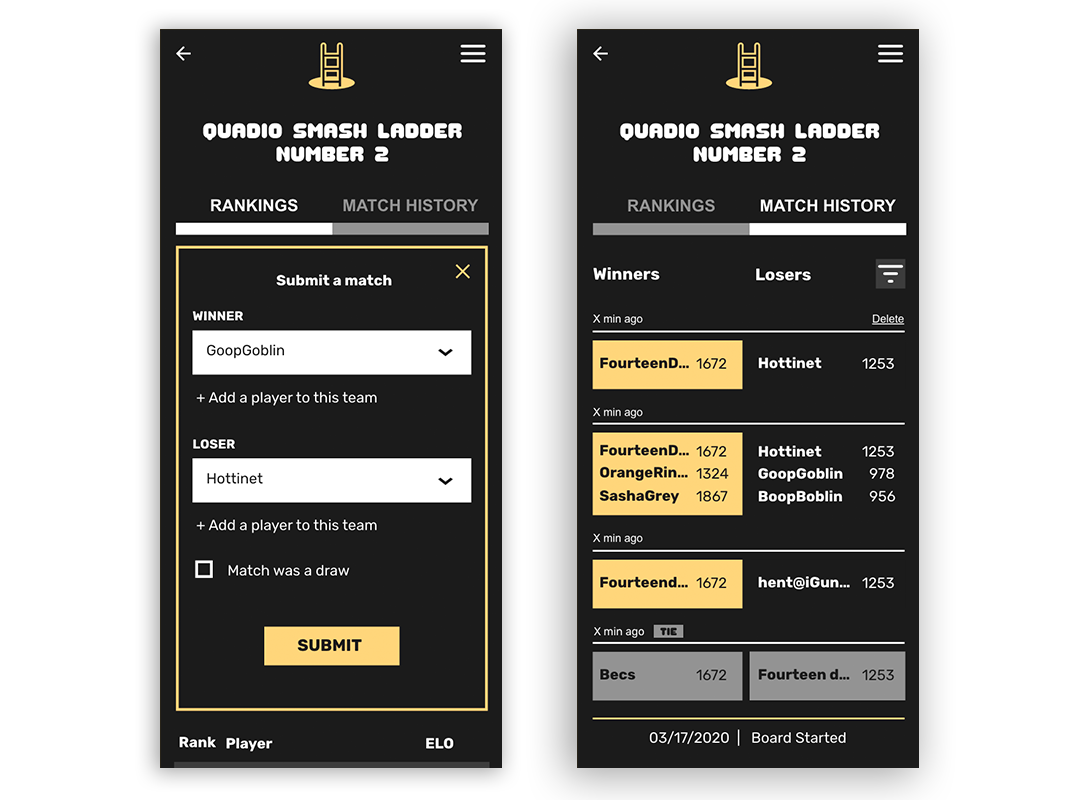 QUADIO SMASH LADDER
NUMBER 2
RANKINGS MATCH HISTORY
Submit a match
WINNER
GoopGoblin
+ Add a player to this team
LOSER
Hottinet
+ Add a player to this team
Match was a draw
SUBMIT
Rank Player ELO
QUADIO SMASH LADDER
NUMBER 2
RANKINGS MATCH HISTORY
Winners Losers
X min ago Delete
FourteenD... 1672 Hottinet 1253
X min ago
FourteenD... 1672 Hottinet 1253
OrangeRin... 1324 GoopGoblin 978
SashaGrey 1867 BoopBoblin 956
X min ago
Fourteend... 1672 hent@iGun... 1253
X min ago TIE
Becs 1672 Fourteen d... 1253
03/17/2020 | Board Started